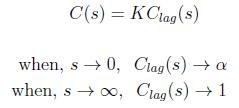 C(s) = KC_{lag}(s)
when, s → 0, C_{lag}(s) → α
when, s → ∞, C_{lag}(s) → 1